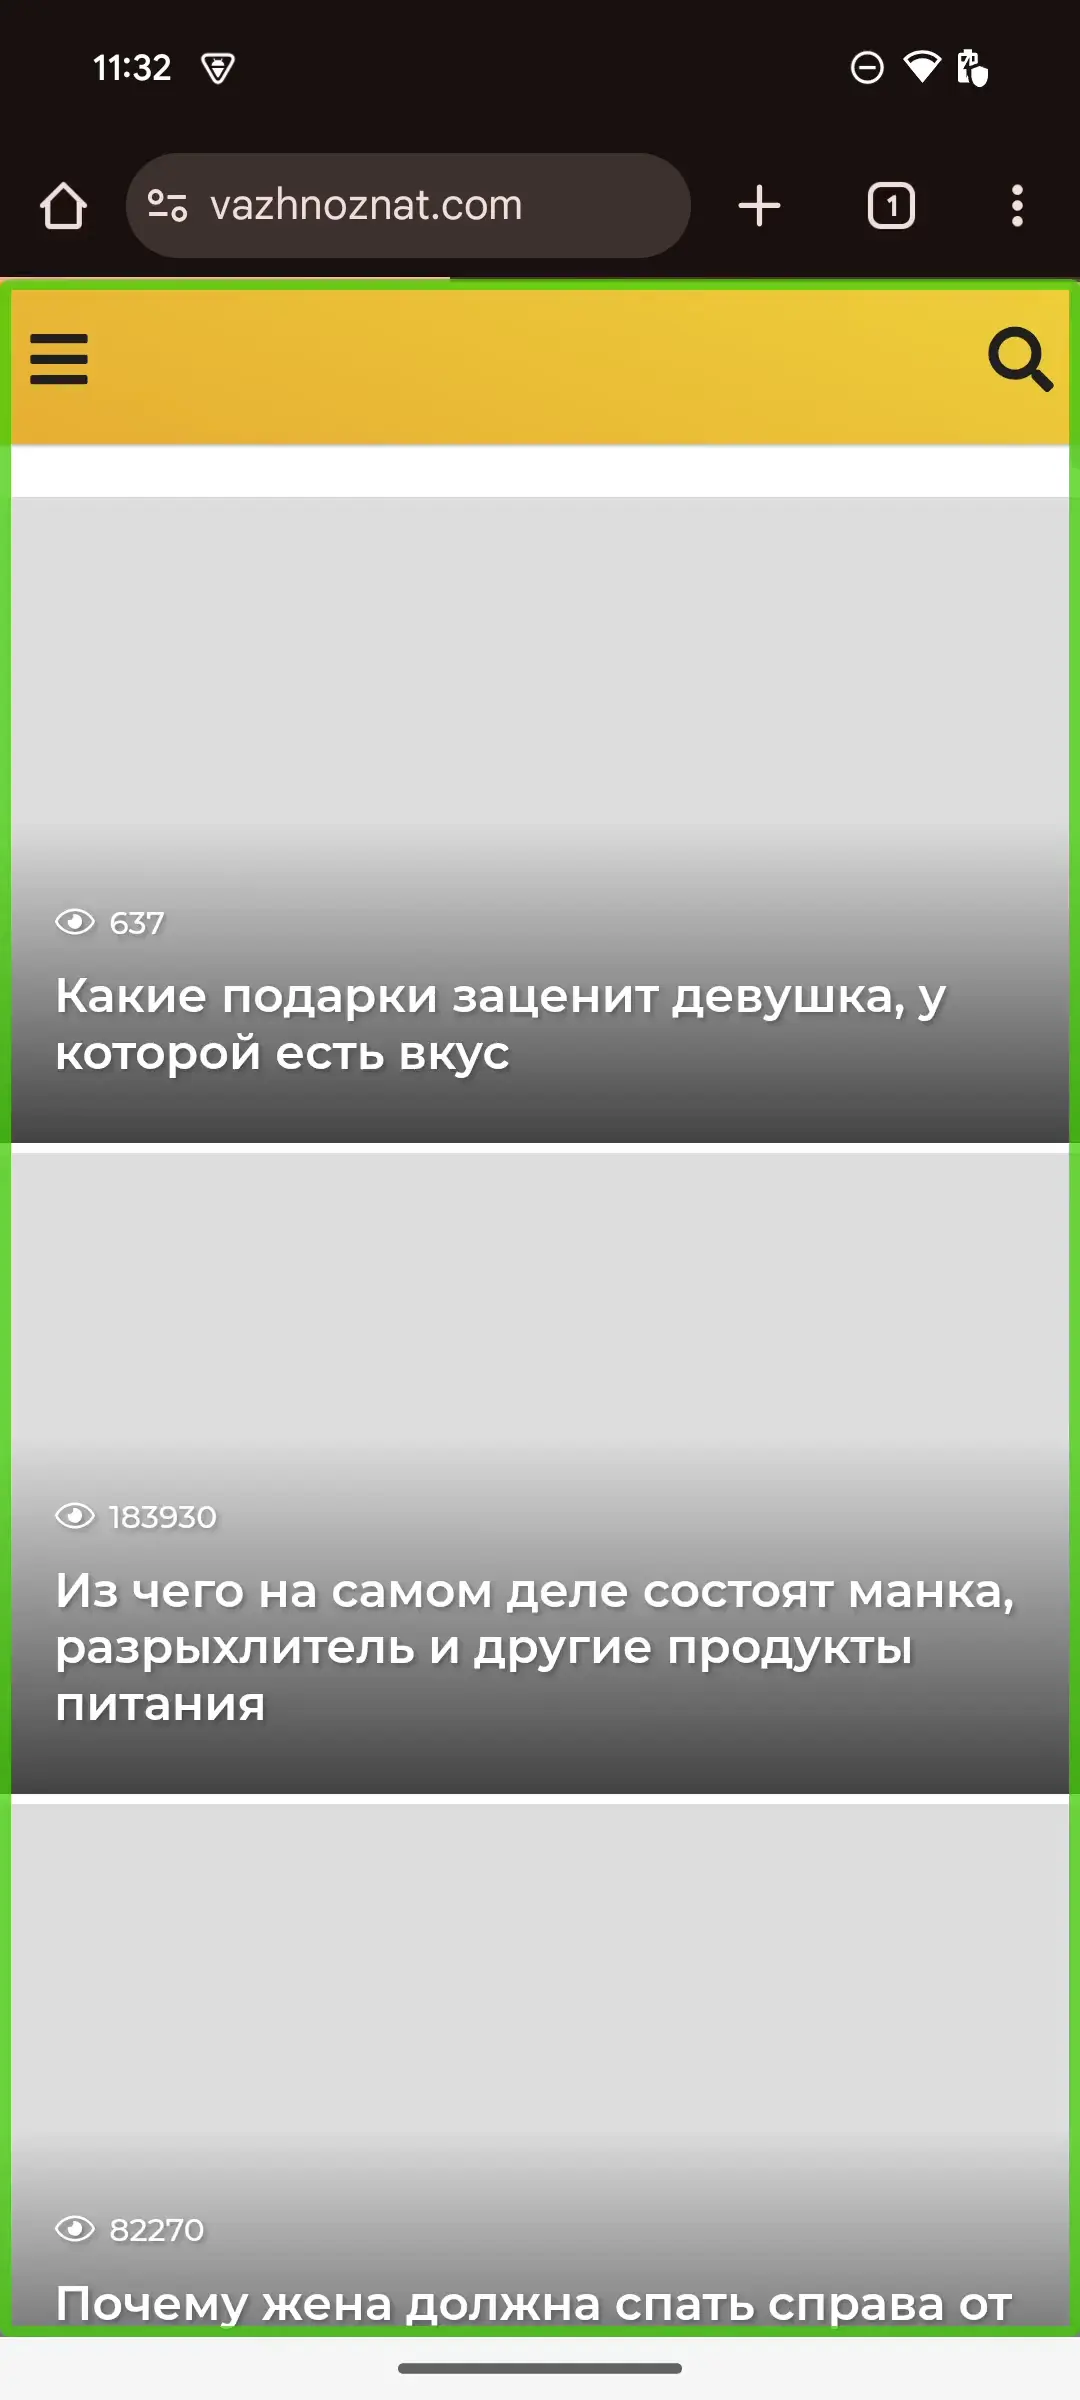 11:32
vazhnoznat.com
1
637
Какие подарки заценит девушка, у
которой есть вкус
183930
Из чего на самом деле состоят манка,
разрыхлитель и другие продукты
питания
82270
Почему жена должна спать справа от